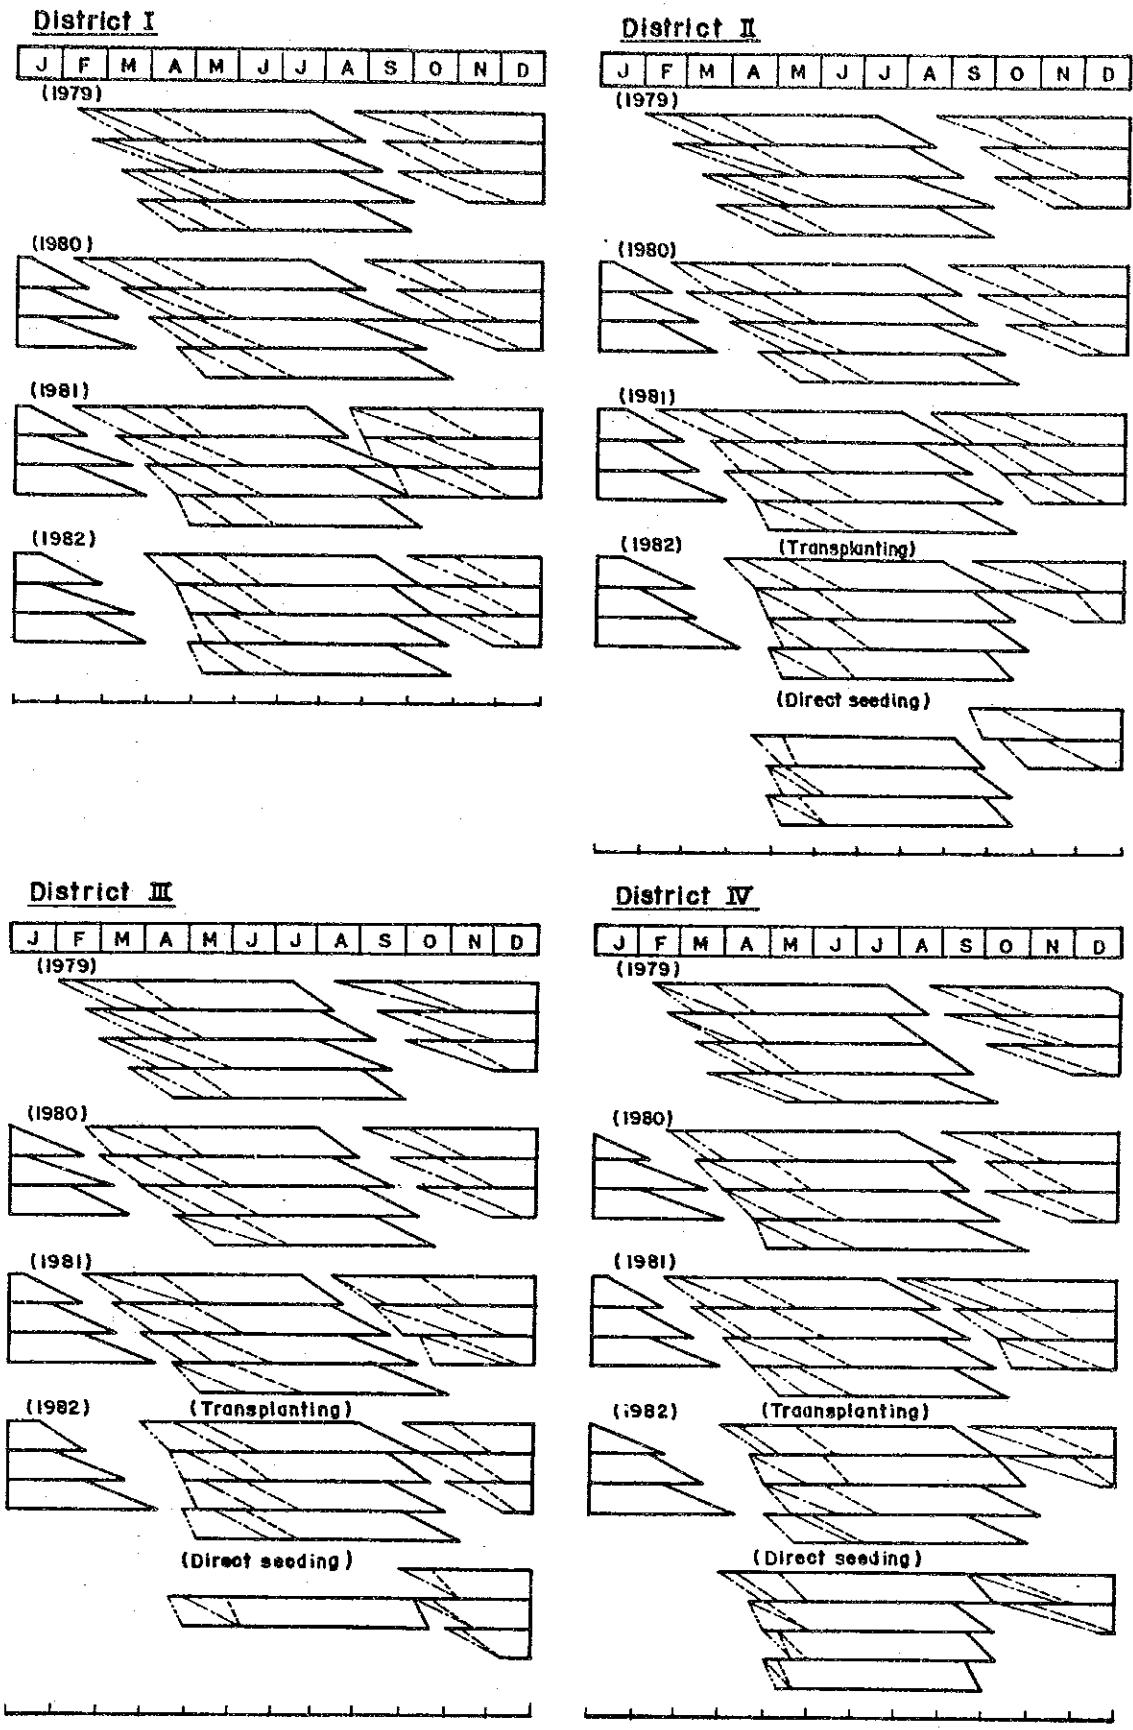 District I
J F M A M J J A S O N D
(1979)
(1980)
(1981)
(1982)
District II
J F M A M J J A S O N D
(1979)
(1980)
(1981)
(1982) (Transplanting)
(Direct seeding)
District III
J F M A M J J A S O N D
(1979)
(1980)
(1981)
(1982) (Transplanting)
(Direct seeding)
District IV
J F M A M J J A S O N D
(1979)
(1980)
(1981)
(1982) (Traansplanting)
(Direct seeding)